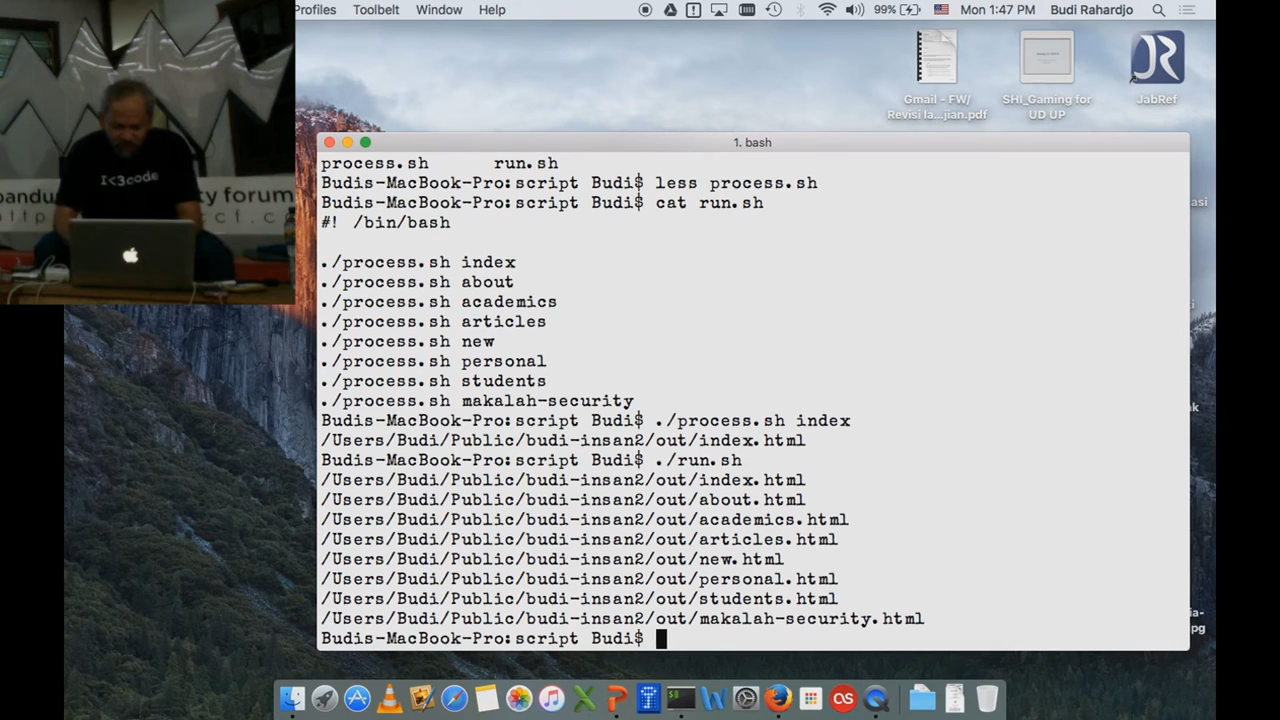 Profiles Toolbelt Window Help 99% Mon 1:47 PM Budi Rahardjo
Gmail - FW/
Revisi la...jian.pdf
SHI_Gaming for
UD UP
JabRef
JR
I<3code
bandu
ty forum
1. bash
process.sh run.sh
Budis-MacBook-Pro:script Budi$ less process.sh
Budis-MacBook-Pro:script Budi$ cat run.sh
#! /bin/bash
./process.sh index
./process.sh about
./process.sh academics
./process.sh articles
./process.sh new
./process.sh personal
./process.sh students
./process.sh makalah-security
Budis-MacBook-Pro:script Budi$ ./process.sh index
/Users/Budi/Public/budi-insan2/out/index.html
Budis-MacBook-Pro:script Budi$ ./run.sh
/Users/Budi/Public/budi-insan2/out/index.html
/Users/Budi/Public/budi-insan2/out/about.html
/Users/Budi/Public/budi-insan2/out/academics.html
/Users/Budi/Public/budi-insan2/out/articles.html
/Users/Budi/Public/budi-insan2/out/new.html
/Users/Budi/Public/budi-insan2/out/personal.html
/Users/Budi/Public/budi-insan2/out/students.html
/Users/Budi/Public/budi-insan2/out/makalah-security.html
Budis-MacBook-Pro:script Budi$